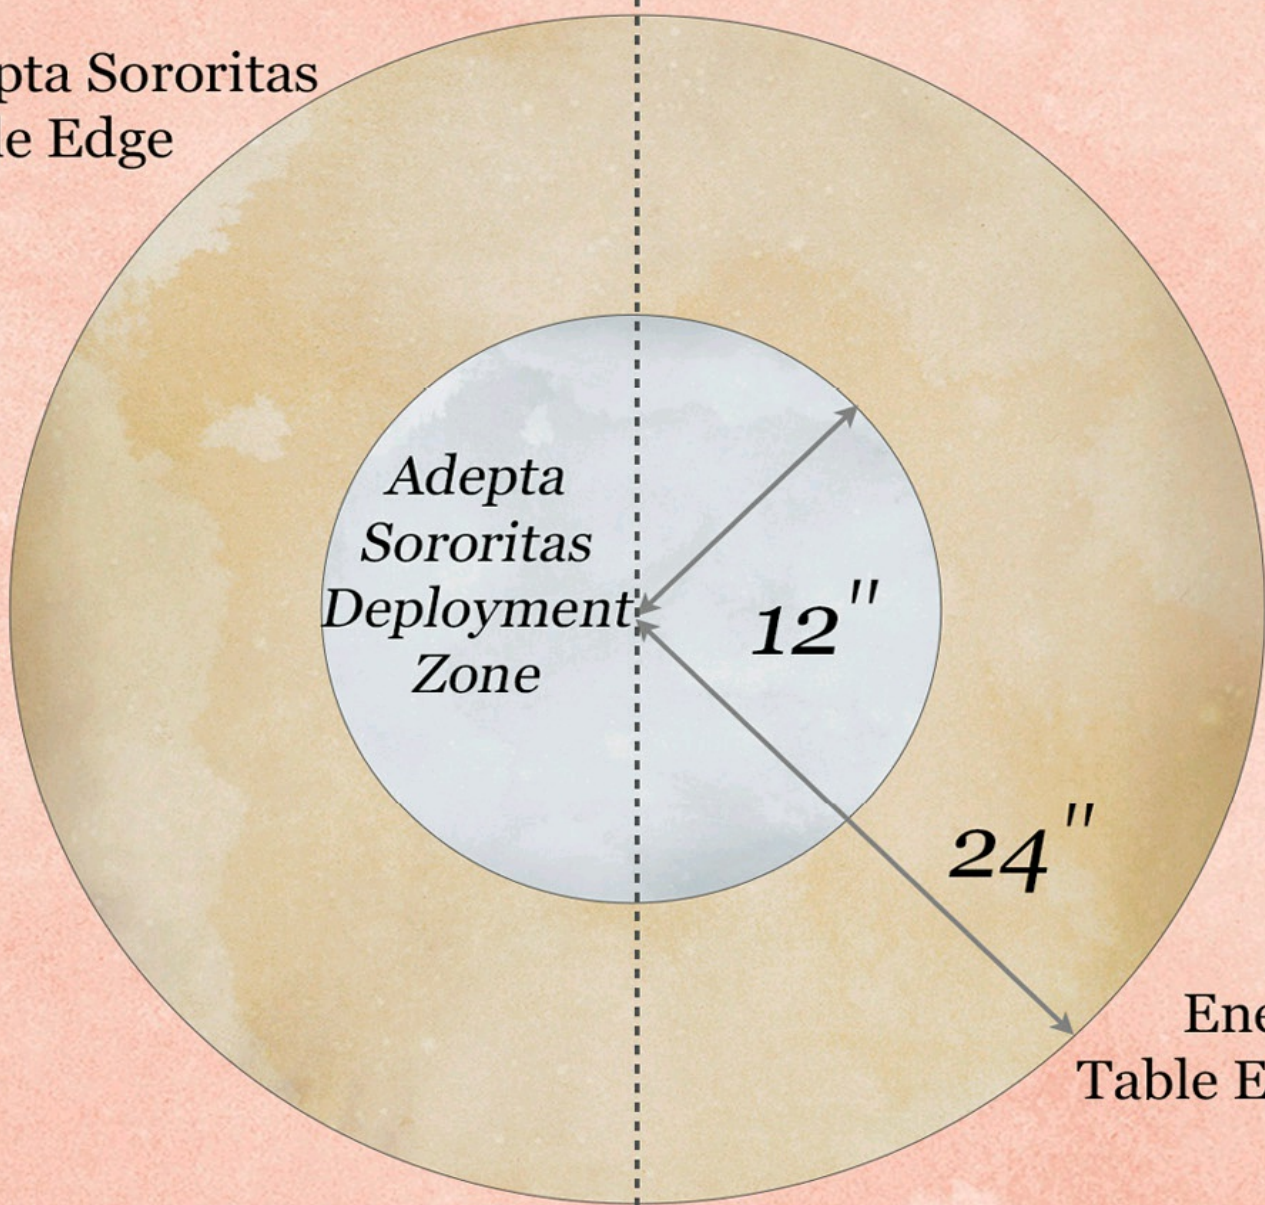 pta Sororitas
le Edge
Adepta
Sororitas
Deployment
Zone
12"
24"
Ene
Table E